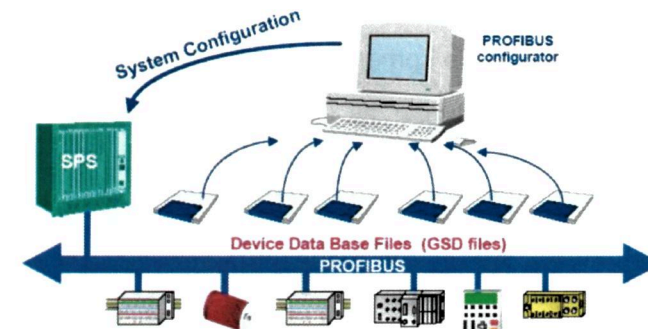 System Configuration
PROFIBUS
configurator
SPS
Device Data Base Files (GSD files)
PROFIBUS